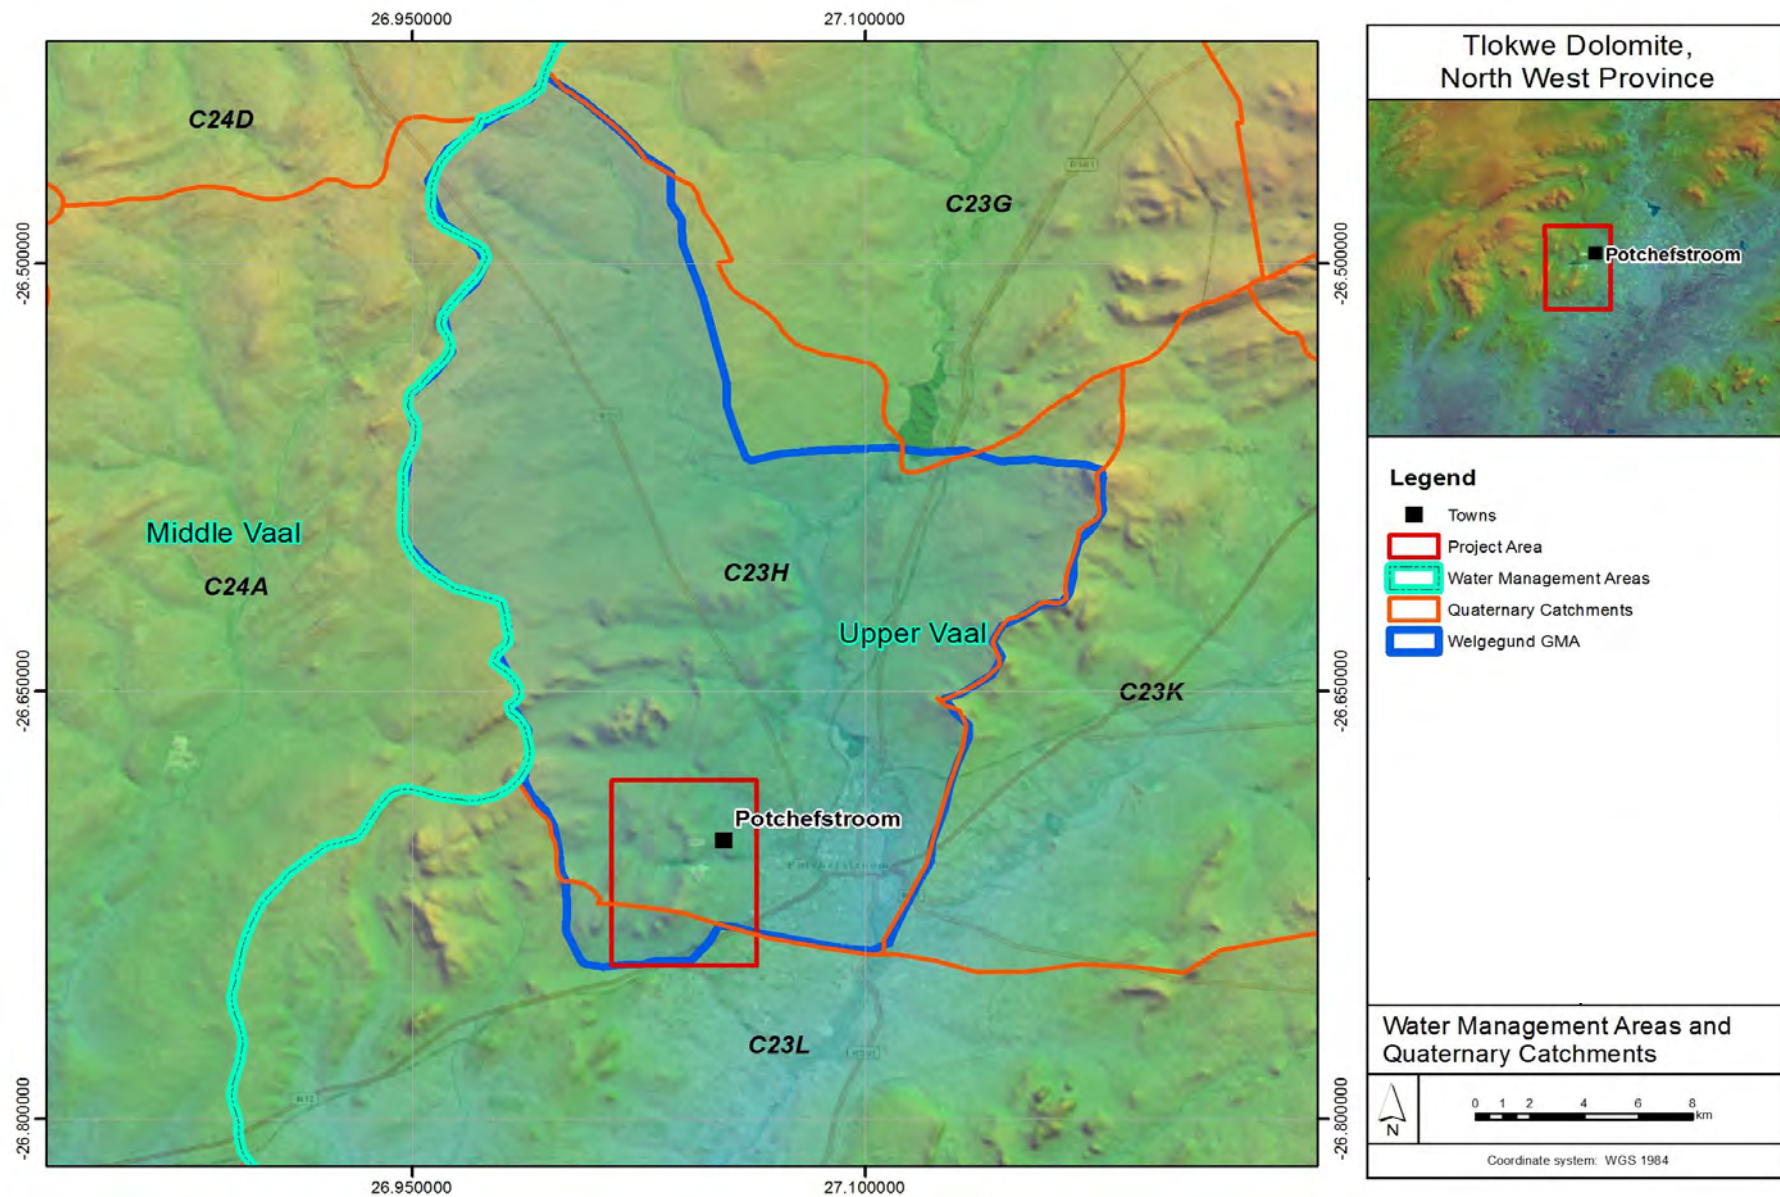 26.950000
27.100000
C24D
C23G
R501
-26.500000
-26.500000
Middle Vaal
C24A
C23H
Upper Vaal
C23K
-26.650000
-26.650000
Potchefstroom
Potchefstroom
C23L
N12
-26.800000
-26.800000
26.950000
27.100000
Tlokwe Dolomite,
North West Province
Potchefstroom
Legend
Towns
Project Area
Water Management Areas
Quaternary Catchments
Welgegund GMA
Water Management Areas and
Quaternary Catchments
0 1 2 4 6 8
km
N
Coordinate system: WGS 1984